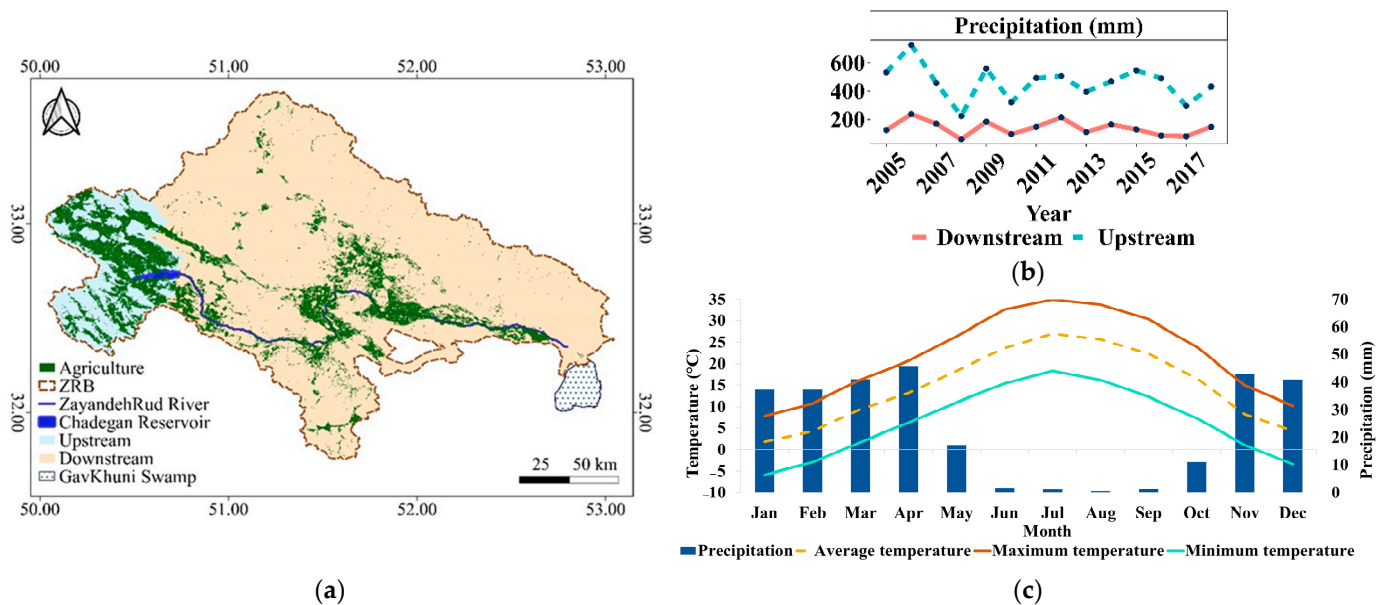 50.00 51.00 52.00 53.00
33.00
33.00
32.00
32.00
Agriculture
ZRB
ZayandehRud River
Chadegan Reservoir
Upstream
Downstream
GavKhuni Swamp
25 50 km
50.00 51.00 52.00 53.00
(a)
Precipitation (mm)
600
400
200
2005 2007 2009 2011 2013 2015 2017
Year
Downstream Upstream
(b)
Temperature (°C)
35
30
25
20
15
10
5
0
–5
–10
70
60
50
40
30
20
10
0
Precipitation (mm)
Jan Feb Mar Apr May Jun Jul Aug Sep Oct Nov Dec
Month
Precipitation Average temperature Maximum temperature Minimum temperature
(c)